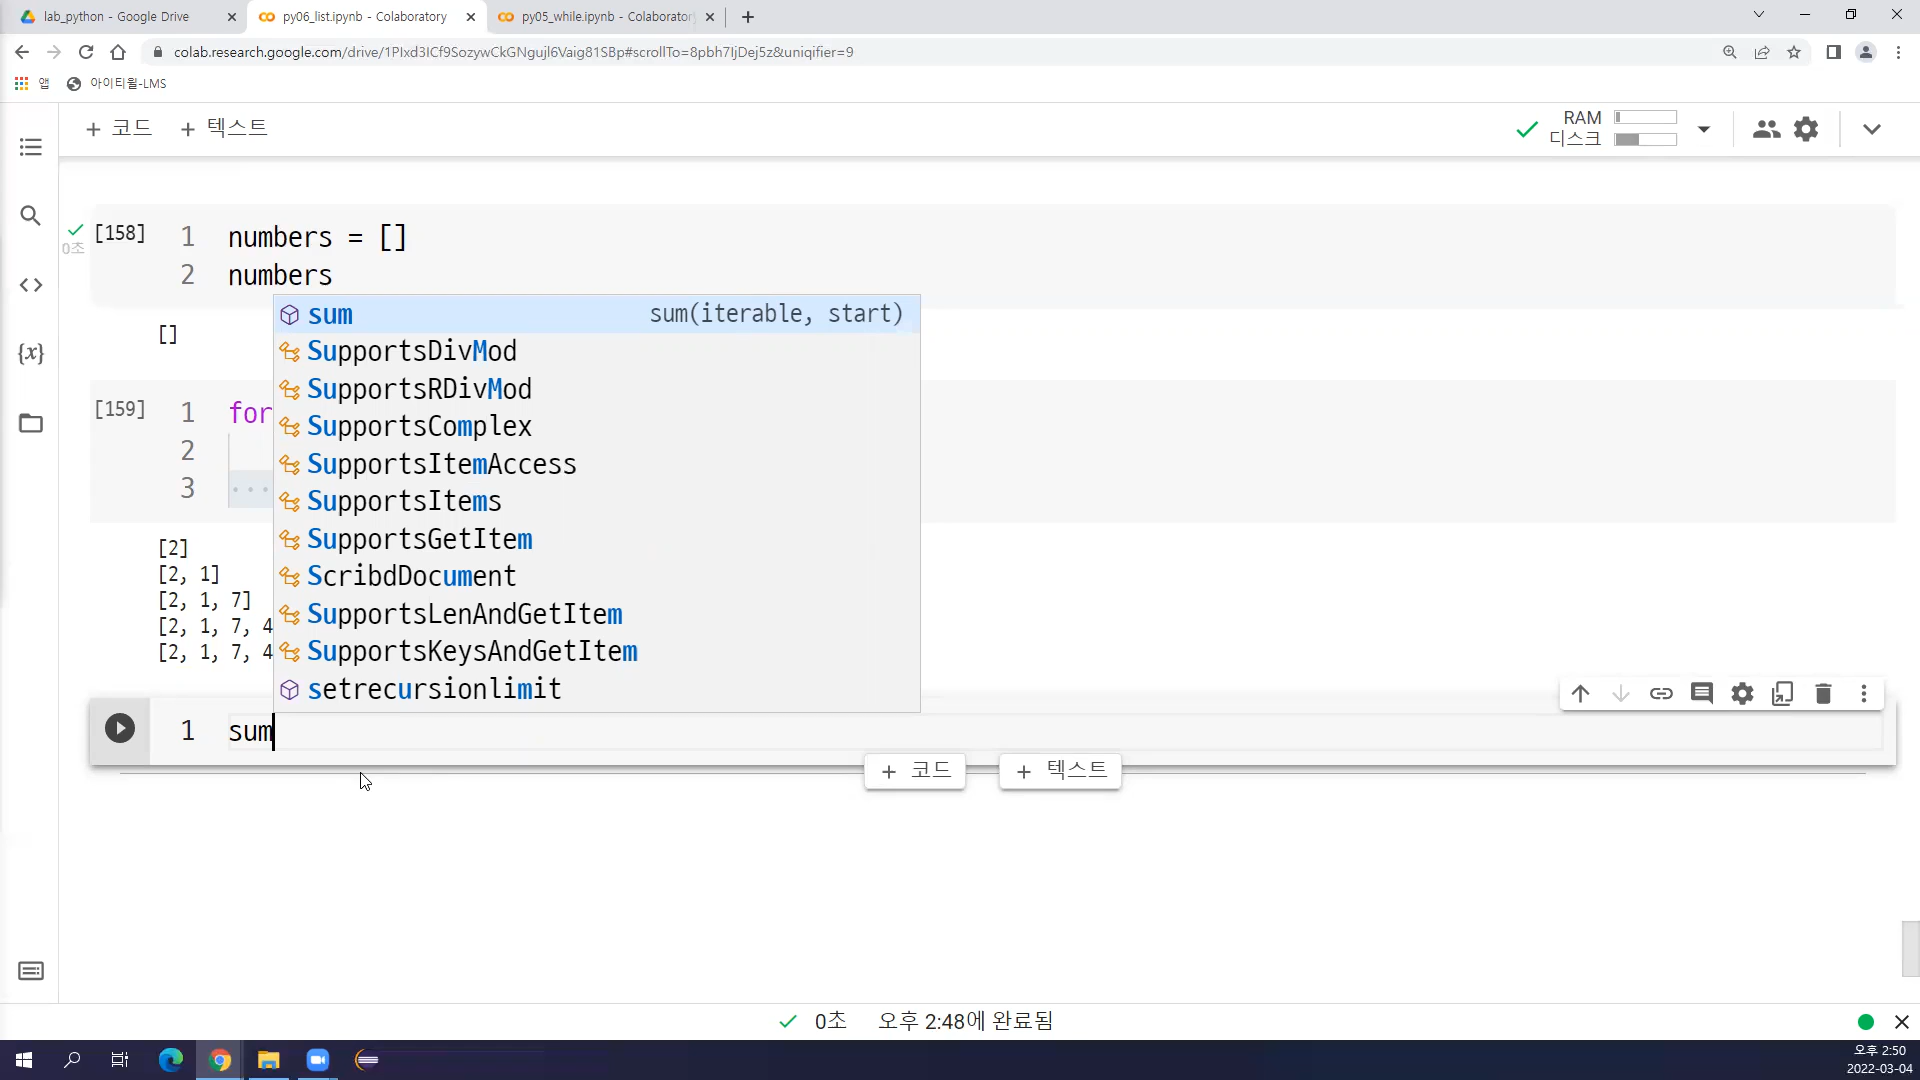 lab_python - Google Drive
py06_list.ipynb - Colaboratory
py05_while.ipynb - Colaborator
colab.research.google.com/drive/1PIxd3ICf9SozywCkGNgujl6Vaig81SBp#scrollTo=8pbh7IjDej5z&uniqifier=9
앱
아이티윌-LMS
+ 코드 + 텍스트
RAM
디스크
[158]
0초
1 numbers = []
2 numbers
[]
sum sum(iterable, start)
SupportsDivMod
SupportsRDivMod
SupportsComplex
SupportsItemAccess
SupportsItems
SupportsGetItem
ScribdDocument
SupportsLenAndGetItem
SupportsKeysAndGetItem
setrecursionlimit
[159]
1 for
2
3
[2]
[2, 1]
[2, 1, 7]
[2, 1, 7, 4
[2, 1, 7, 4
1 sum
+ 코드 + 텍스트
0초 오후 2:48에 완료됨
오후 2:50
2022-03-04